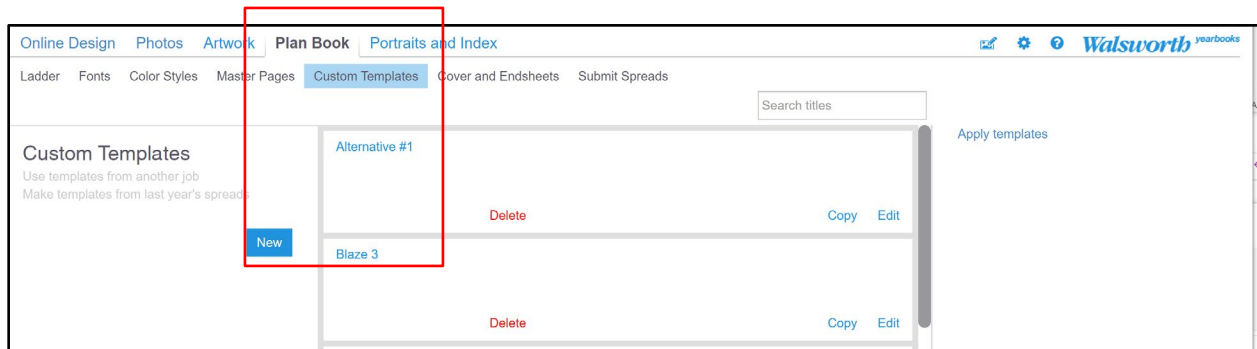 Online Design Photos Artwork Plan Book Portraits and Index Walsworth yearbooks
Ladder Fonts Color Styles Master Pages Custom Templates Cover and Endsheets Submit Spreads
Search titles
Custom Templates
Use templates from another job
Make templates from last year's spreads
New
Alternative #1
Delete Copy Edit
Blaze 3
Delete Copy Edit
Apply templates